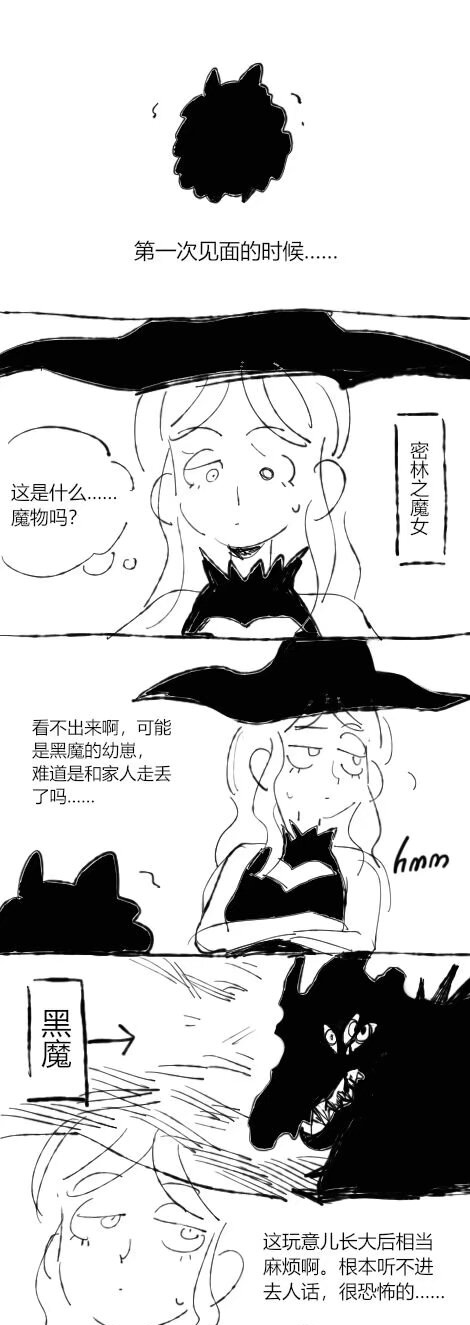 第一次见面的时候……
密林之魔女
这是什么……
魔物吗？
看不出来啊，可能
是黑魔的幼崽，
难道是和家人走丢
了吗……
hmm
黑魔
这玩意儿长大后相当
麻烦啊。根本听不进
去人话，很恐怖的……